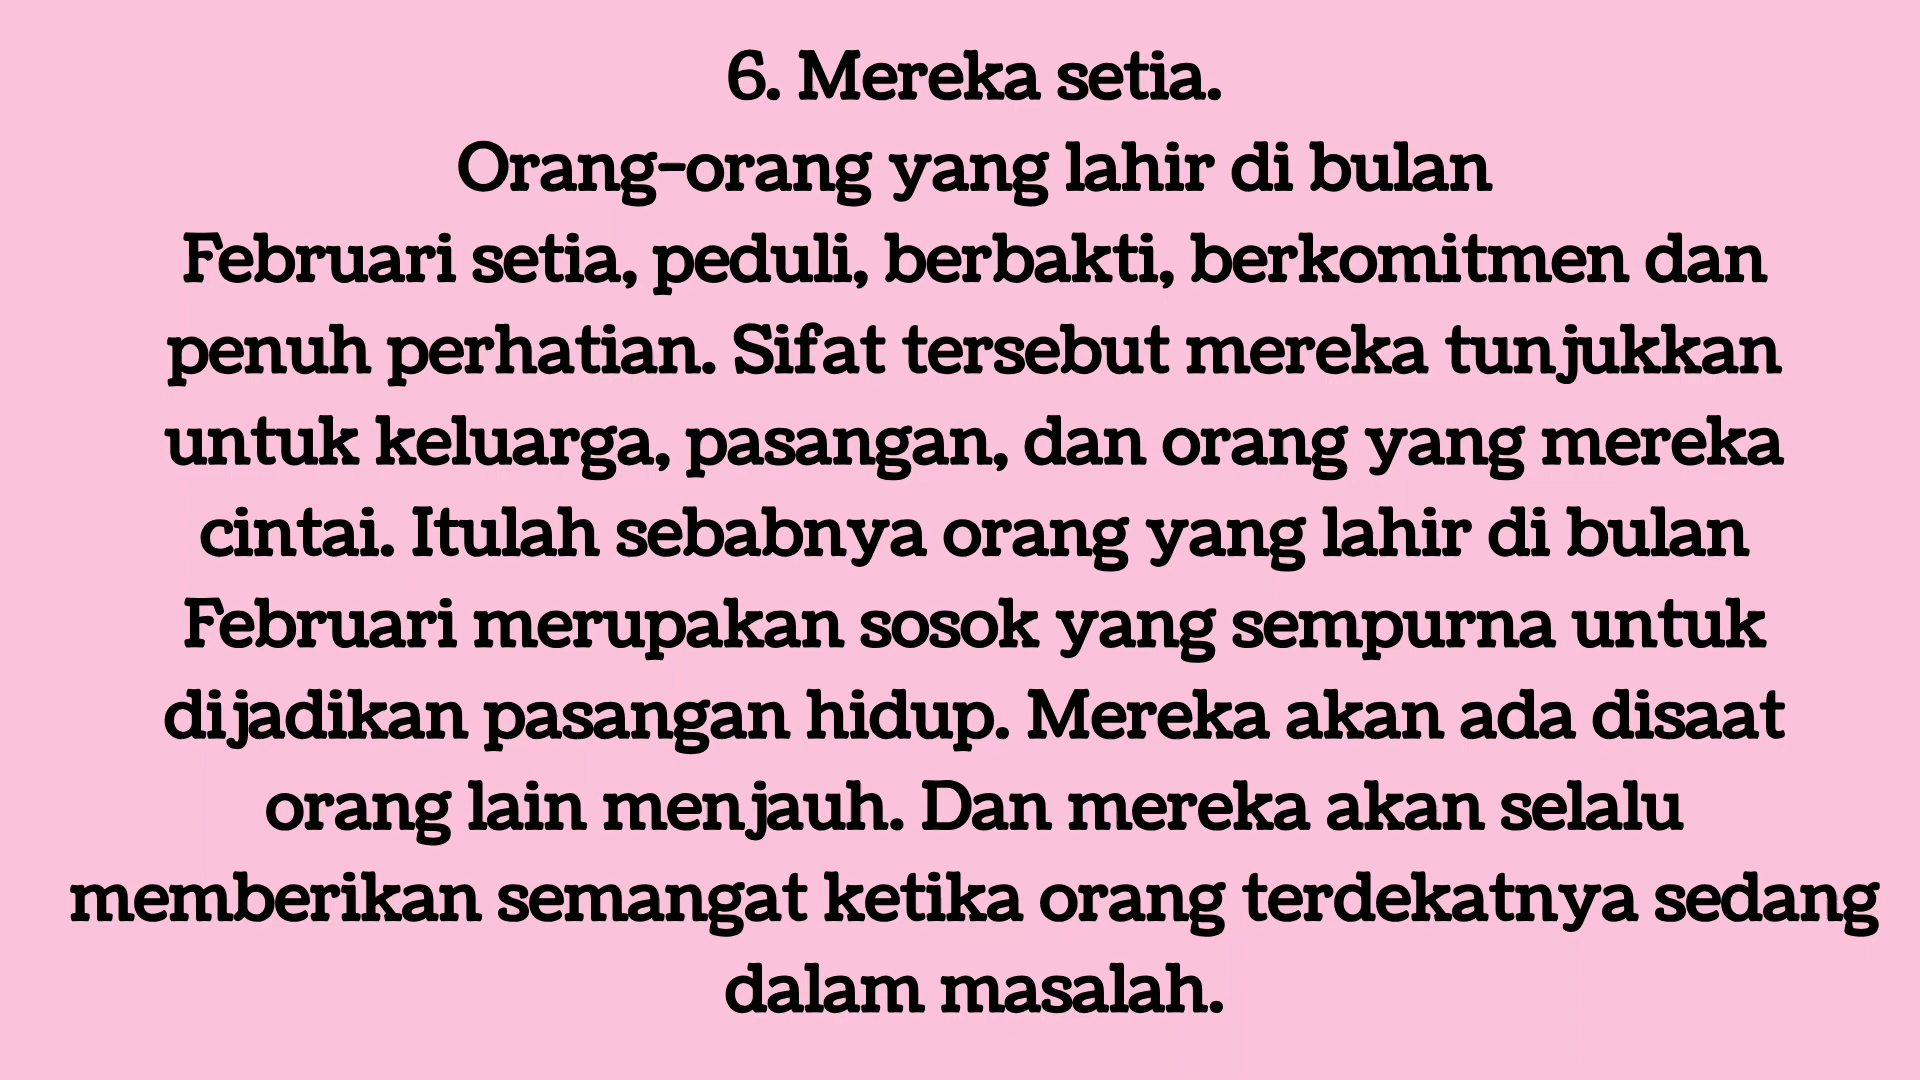 6. Mereka setia.
Orang-orang yang lahir di bulan
Februari setia, peduli, berbakti, berkomitmen dan
penuh perhatian. Sifat tersebut mereka tunjukkan
untuk keluarga, pasangan, dan orang yang mereka
cintai. Itulah sebabnya orang yang lahir di bulan
Februari merupakan sosok yang sempurna untuk
dijadikan pasangan hidup. Mereka akan ada disaat
orang lain menjauh. Dan mereka akan selalu
memberikan semangat ketika orang terdekatnya sedang
dalam masalah.